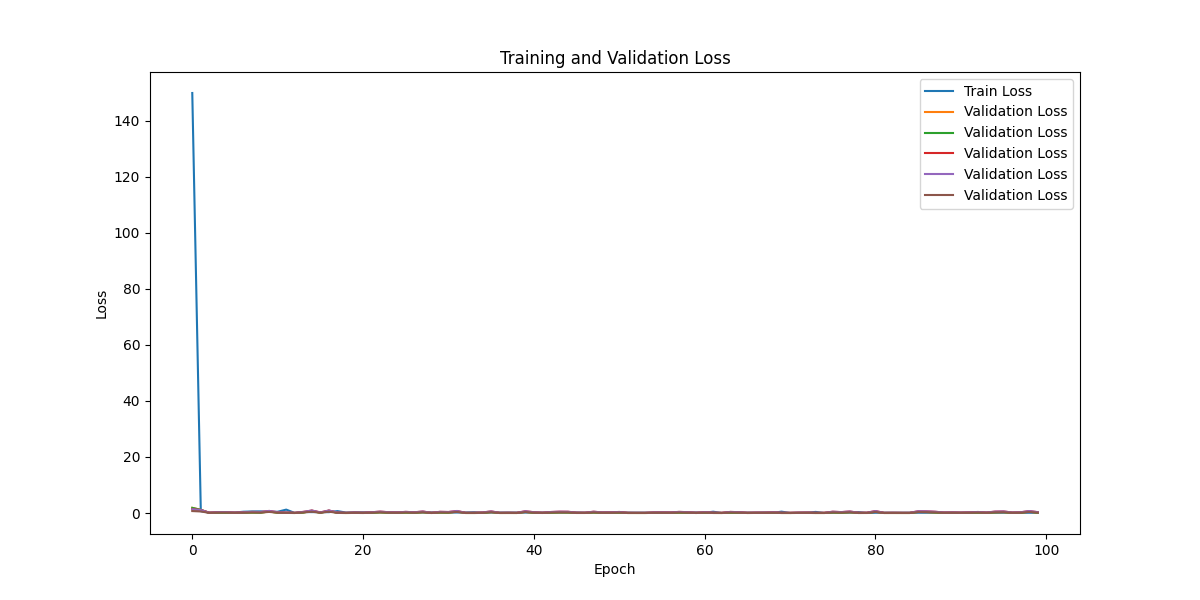 Training and Validation Loss
Train Loss
Validation Loss
Validation Loss
Validation Loss
Validation Loss
Validation Loss
140
120
100
80
60
40
20
0
Loss
0 20 40 60 80 100
Epoch